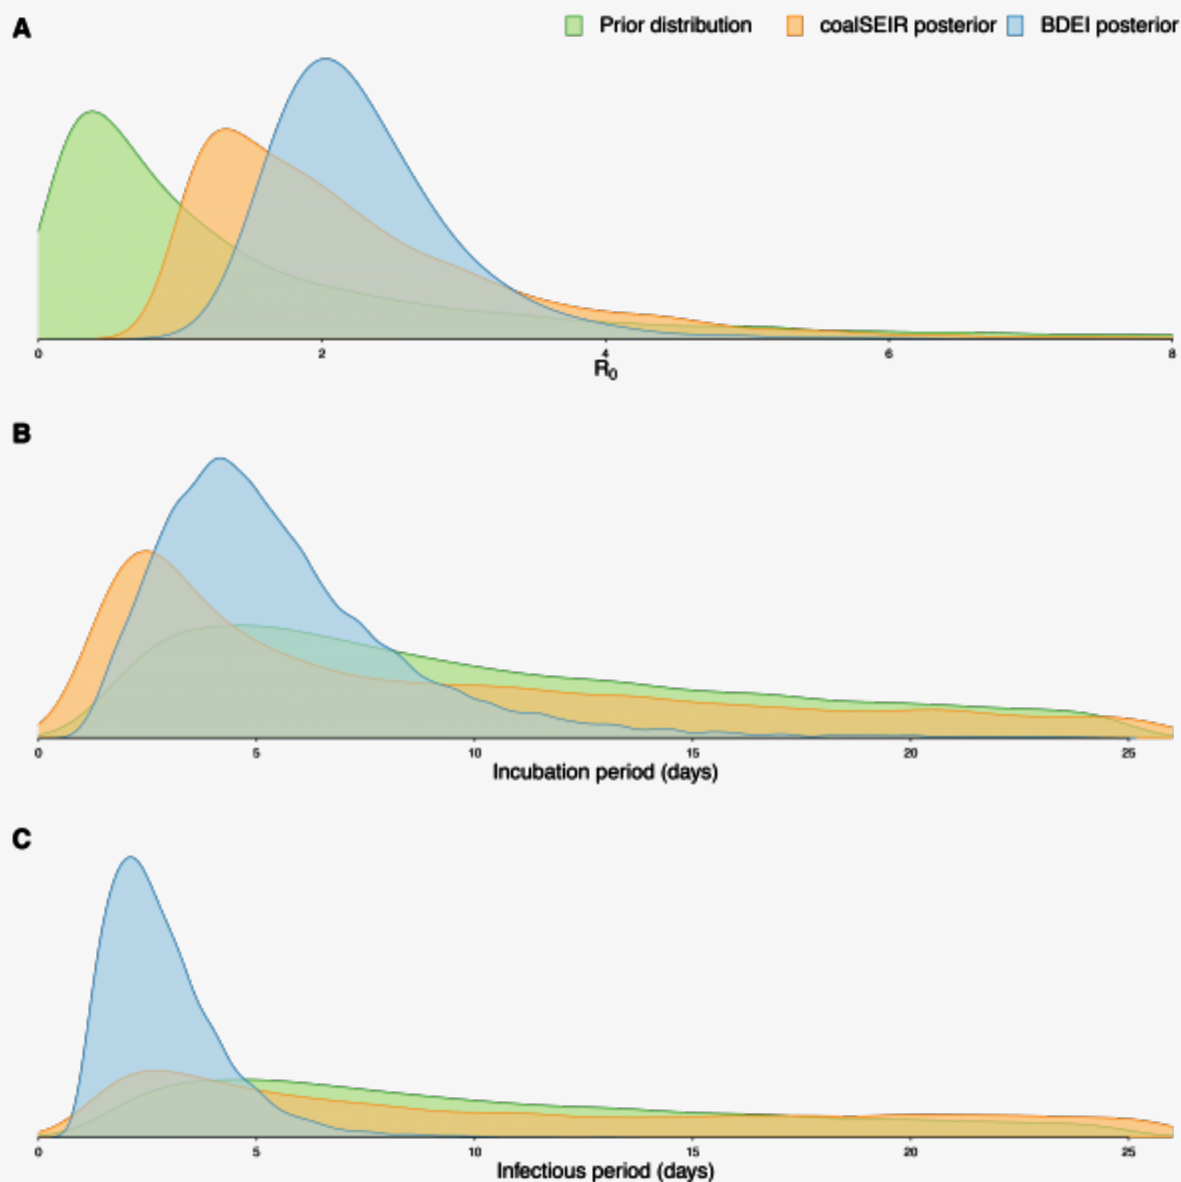 A
Prior distribution coalSEIR posterior BDEI posterior
0 2 4 6 8
R₀
B
0 5 10 15 20 25
Incubation period (days)
C
0 5 10 15 20 25
Infectious period (days)